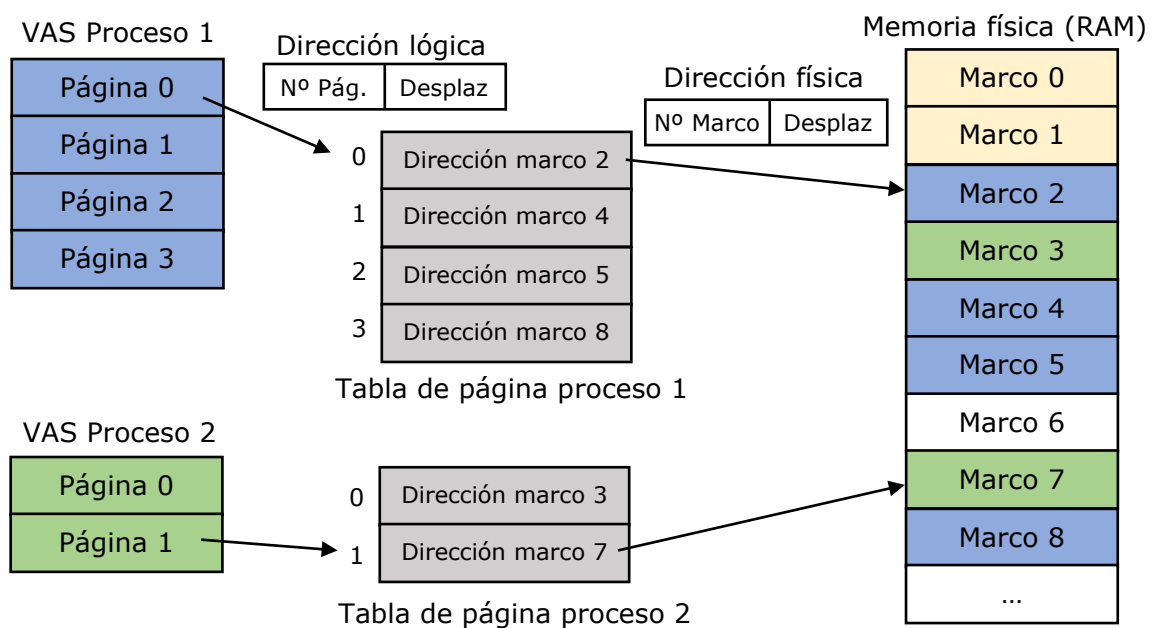 VAS Proceso 1
Página 0
Página 1
Página 2
Página 3
Dirección lógica
Nº Pág.
Desplaz
0
Dirección marco 2
1
Dirección marco 4
2
Dirección marco 5
3
Dirección marco 8
Tabla de página proceso 1
Dirección física
Nº Marco
Desplaz
VAS Proceso 2
Página 0
Página 1
0
Dirección marco 3
1
Dirección marco 7
Tabla de página proceso 2
Memoria física (RAM)
Marco 0
Marco 1
Marco 2
Marco 3
Marco 4
Marco 5
Marco 6
Marco 7
Marco 8
…